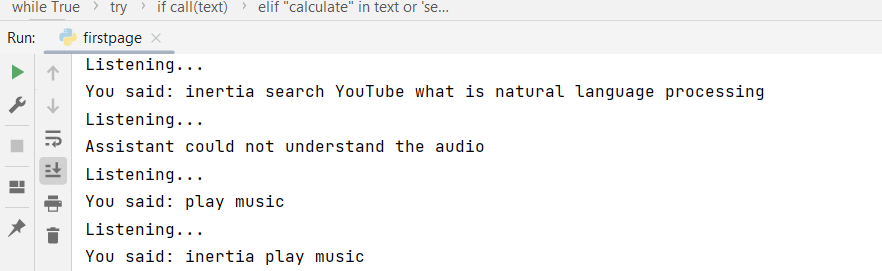 while True > try > if call(text) > elif "calculate" in text or 'se...
Run: firstpage ×
Listening...
You said: inertia search YouTube what is natural language processing
Listening...
Assistant could not understand the audio
Listening...
You said: play music
Listening...
You said: inertia play music